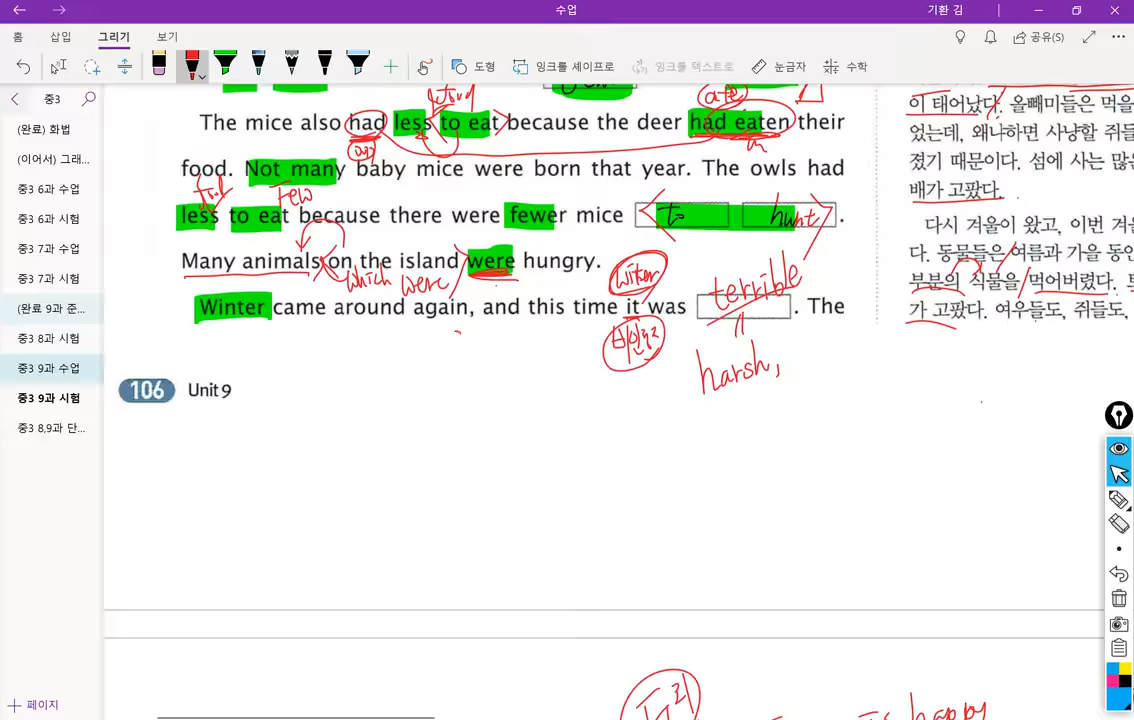 수업
기환 김
홈 삽입 그리기 보기
도형 잉크를 셰이프로 잉크를 텍스트로 눈금자 수학 공유(S)
중3
(완료) 화법
(이어서) 그래...
중3 6과 수업
중3 6과 시험
중3 7과 수업
중3 7과 시험
(완료 9과 준...
중3 8과 시험
중3 9과 수업
중3 9과 시험
중3 8,9과 단...
페이지
food ate
The mice also had less to eat because the deer had eaten their
food. Not many baby mice were born that year. The owls had
food Few
less to eat because there were fewer mice to hunt .
Many animals on the island were hungry.
which were
winter terrible
Winter came around again, and this time it was . The
비인칭
harsh,
106 Unit 9
is happy
이 태어났다. 올빼미들은 먹을
었는데, 왜냐하면 사냥할 쥐들
졌기 때문이다. 섬에 사는 많은
배가 고팠다.
다시 겨울이 왔고, 이번 겨울
다. 동물들은 여름과 가을 동안
부분의 식물을 먹어버렸다.
가 고팠다. 여우들도, 쥐들도,